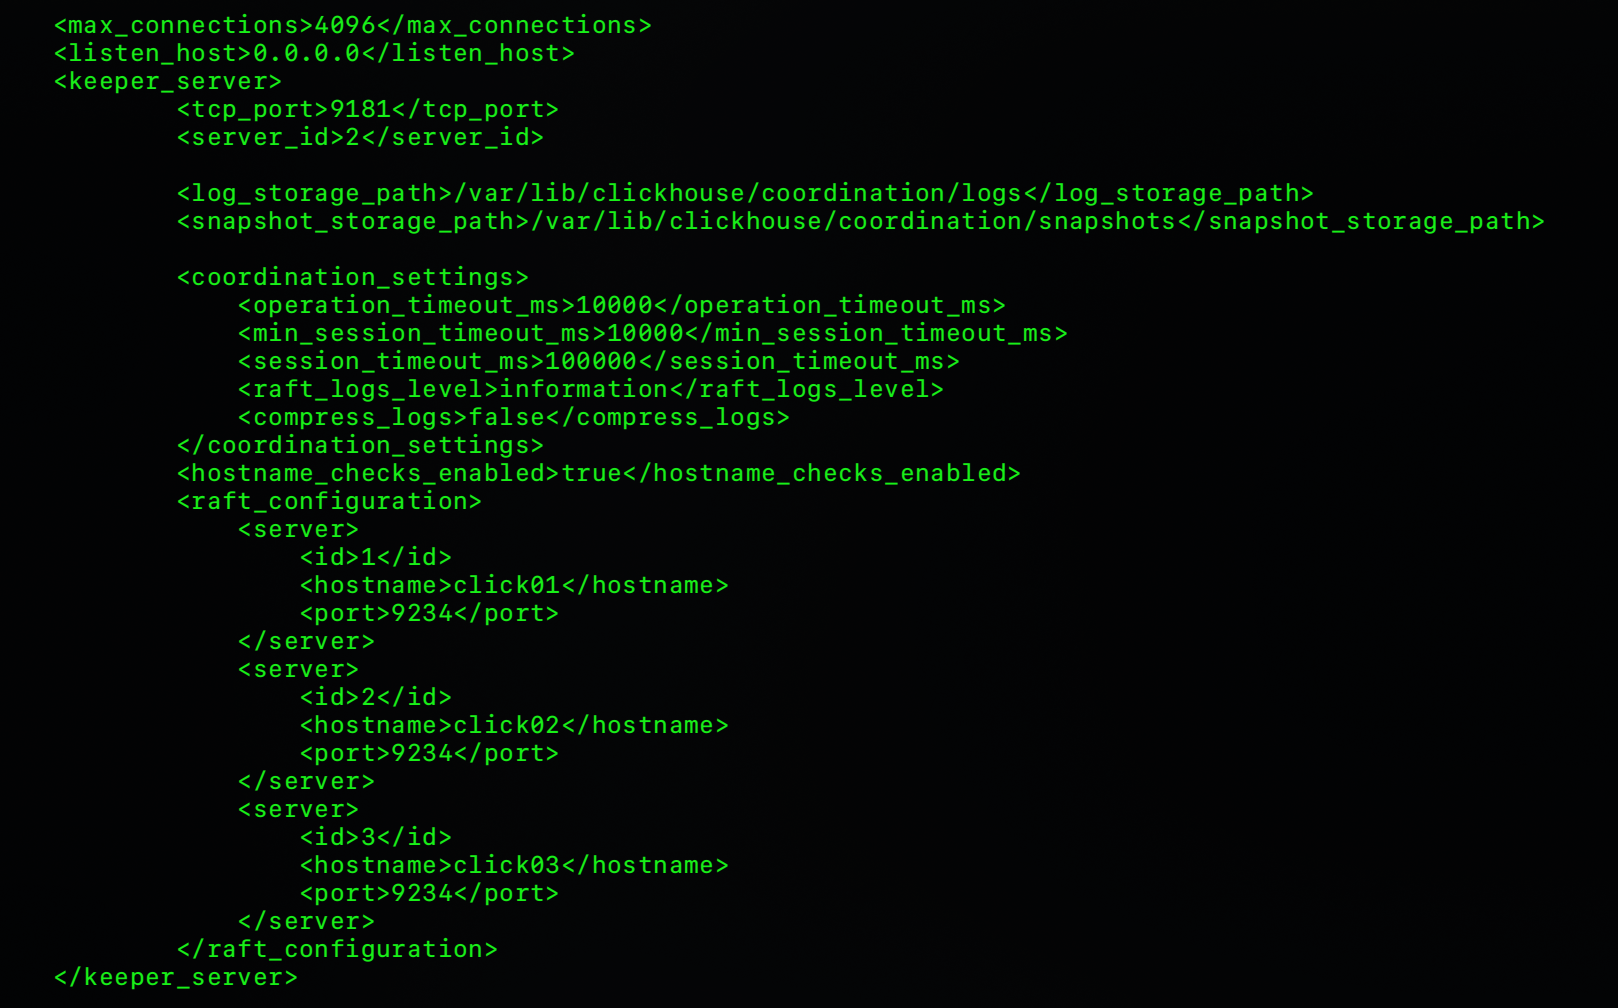 <max_connections>4096</max_connections>
<listen_host>0.0.0.0</listen_host>
<keeper_server>
<tcp_port>9181</tcp_port>
<server_id>2</server_id>
<log_storage_path>/var/lib/clickhouse/coordination/logs</log_storage_path>
<snapshot_storage_path>/var/lib/clickhouse/coordination/snapshots</snapshot_storage_path>
<coordination_settings>
<operation_timeout_ms>10000</operation_timeout_ms>
<min_session_timeout_ms>10000</min_session_timeout_ms>
<session_timeout_ms>100000</session_timeout_ms>
<raft_logs_level>information</raft_logs_level>
<compress_logs>false</compress_logs>
</coordination_settings>
<hostname_checks_enabled>true</hostname_checks_enabled>
<raft_configuration>
<server>
<id>1</id>
<hostname>click01</hostname>
<port>9234</port>
</server>
<server>
<id>2</id>
<hostname>click02</hostname>
<port>9234</port>
</server>
<server>
<id>3</id>
<hostname>click03</hostname>
<port>9234</port>
</server>
</raft_configuration>
</keeper_server>